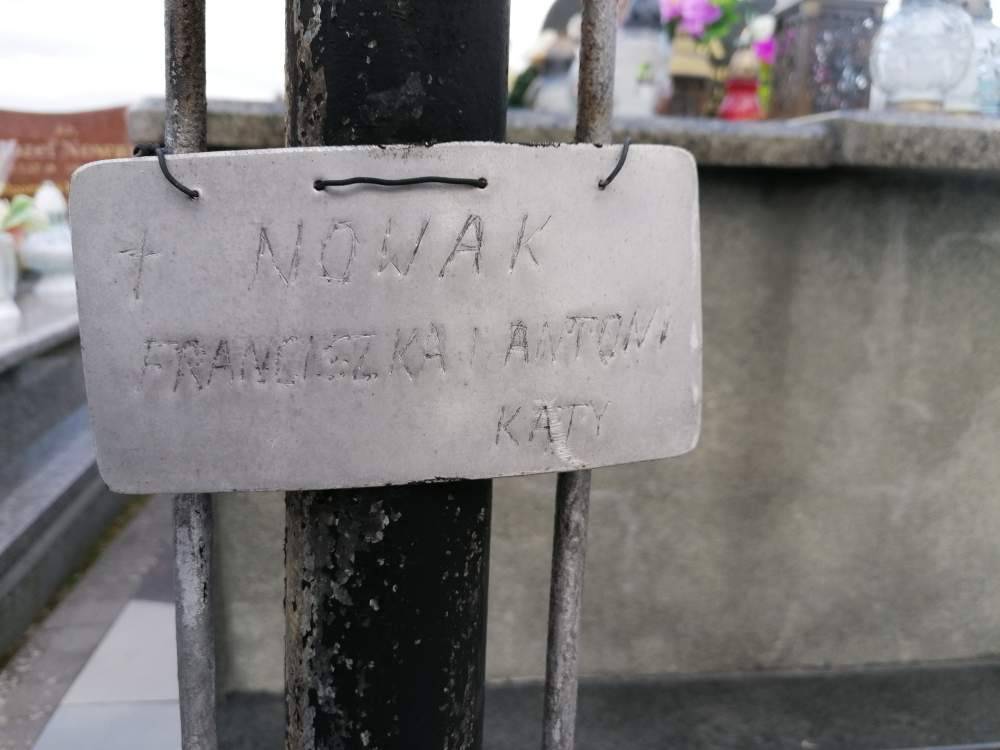 + NOWAK
FRANCISZKA I ANTONI
KĄTY